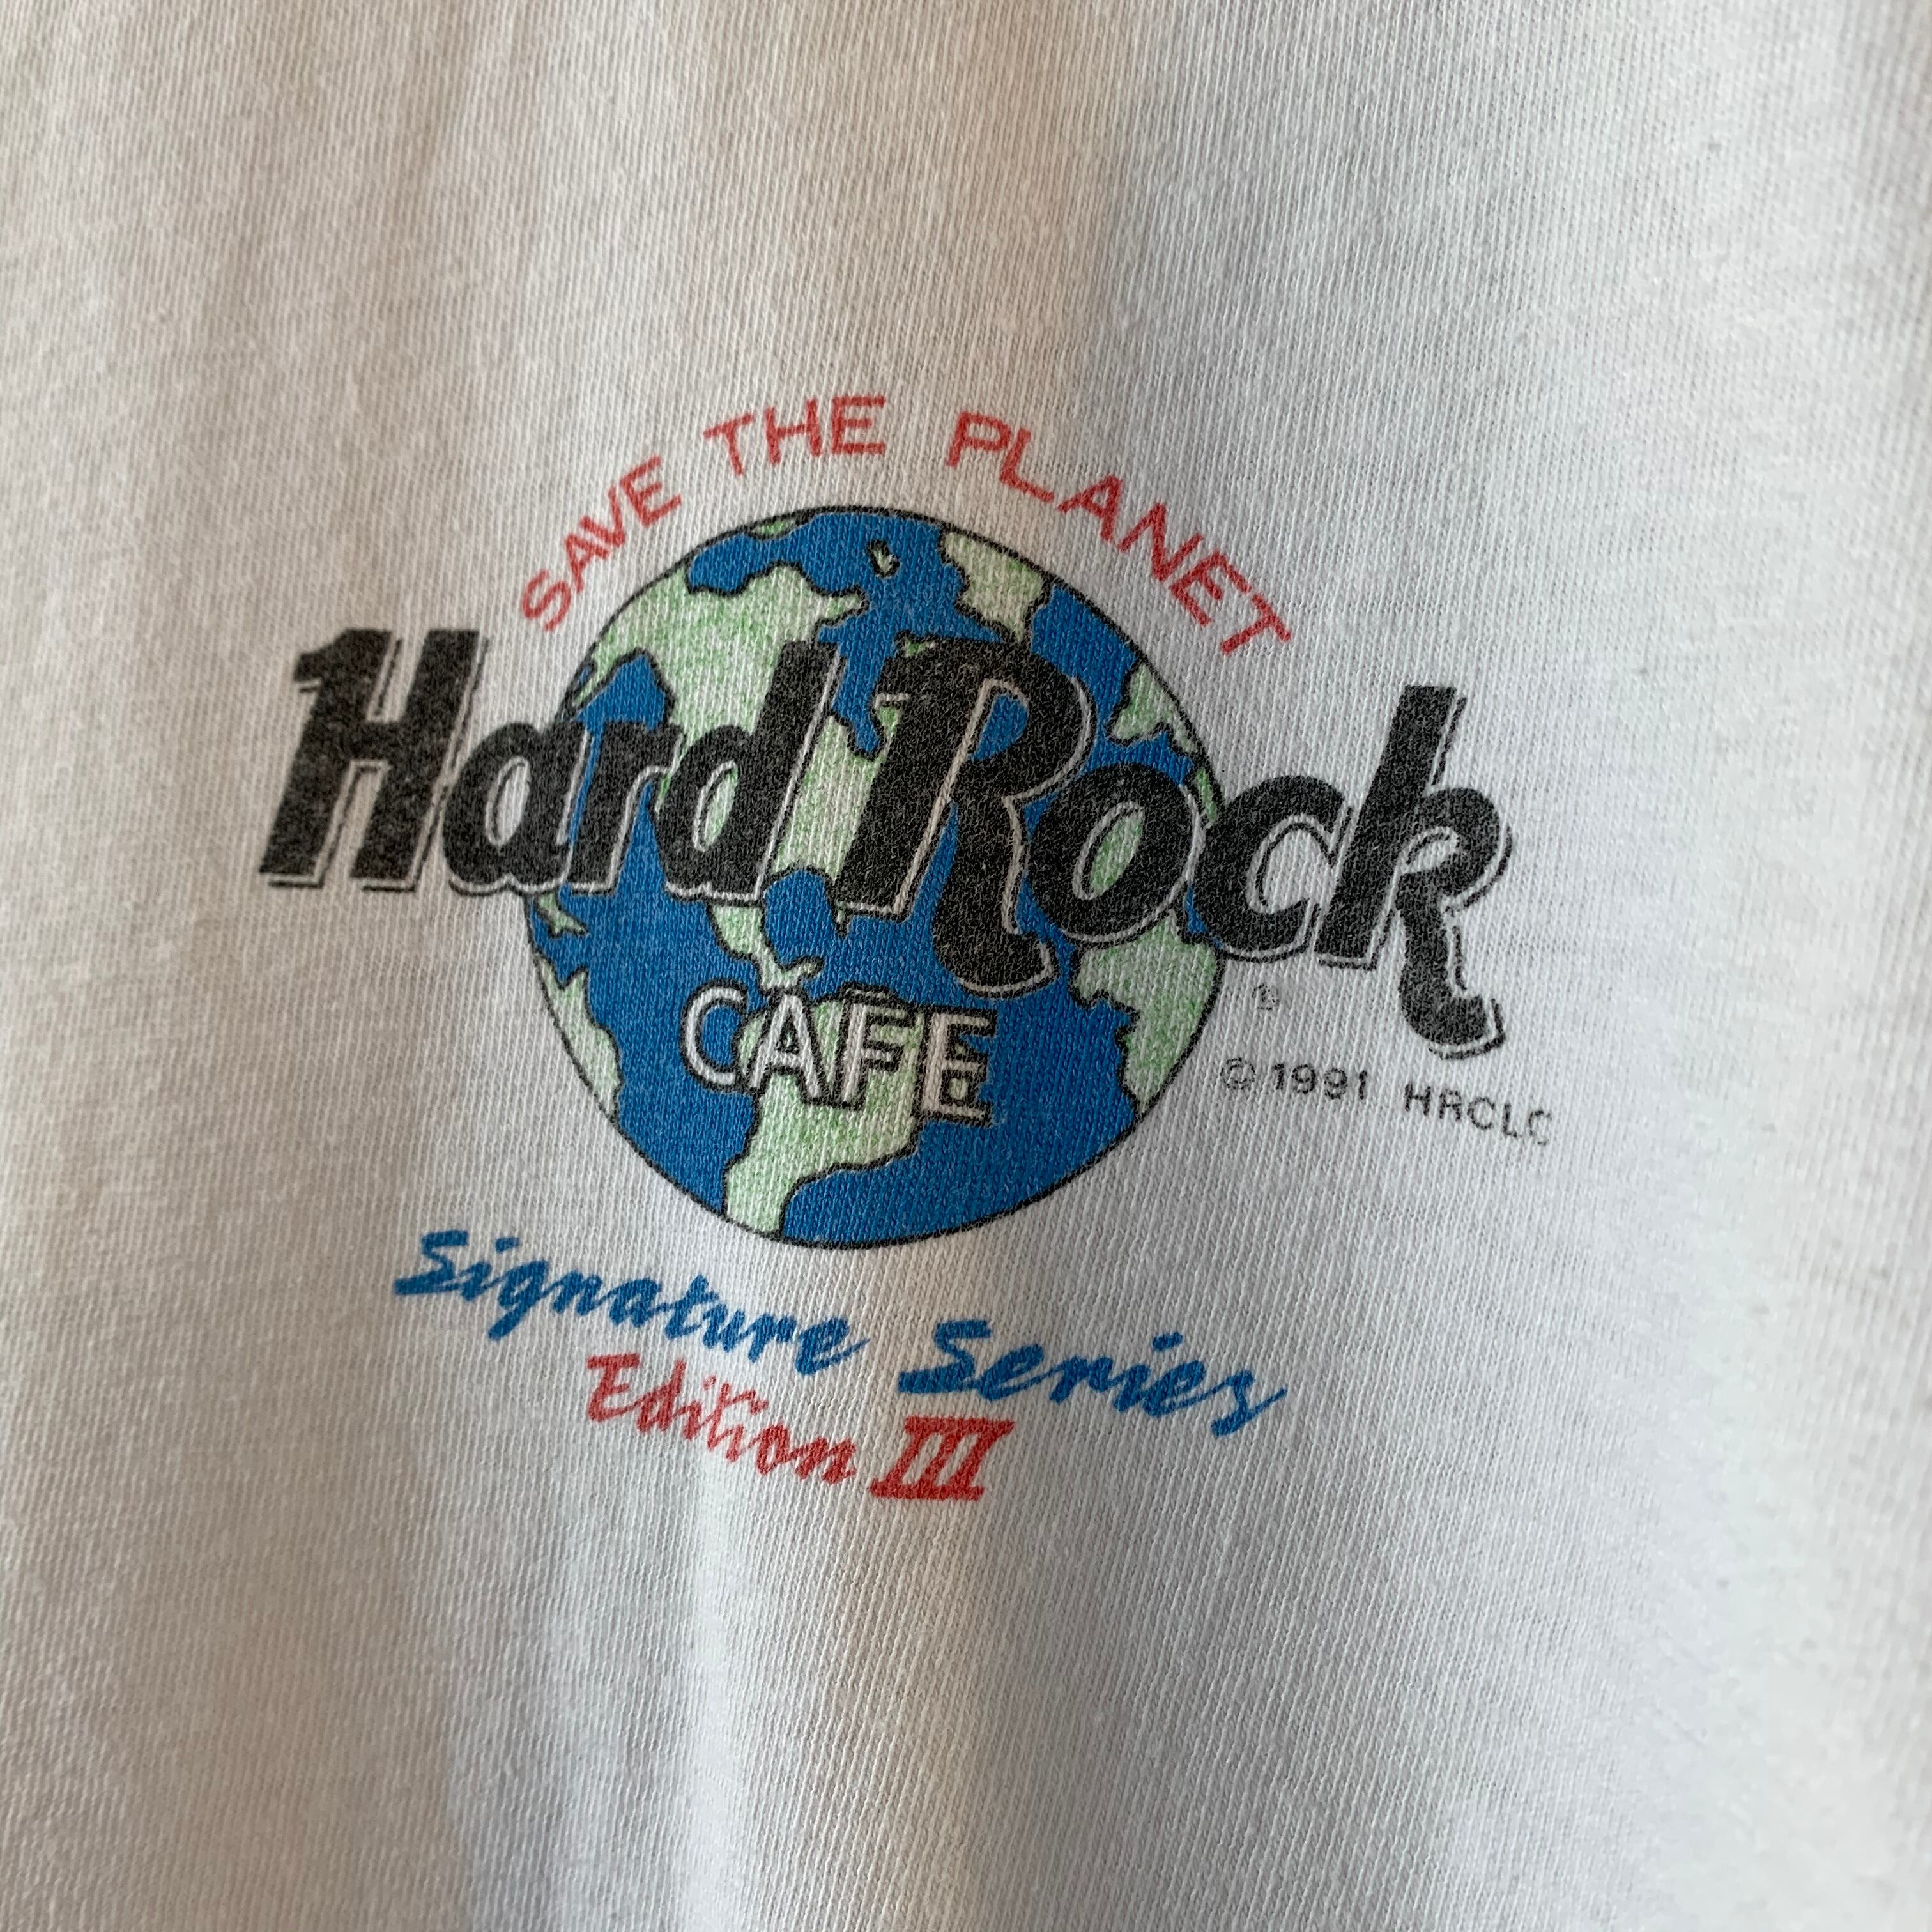 SAVE THE PLANET
Hard Rock
CAFE
© 1991 HRCLC
Signature Series
Edition III